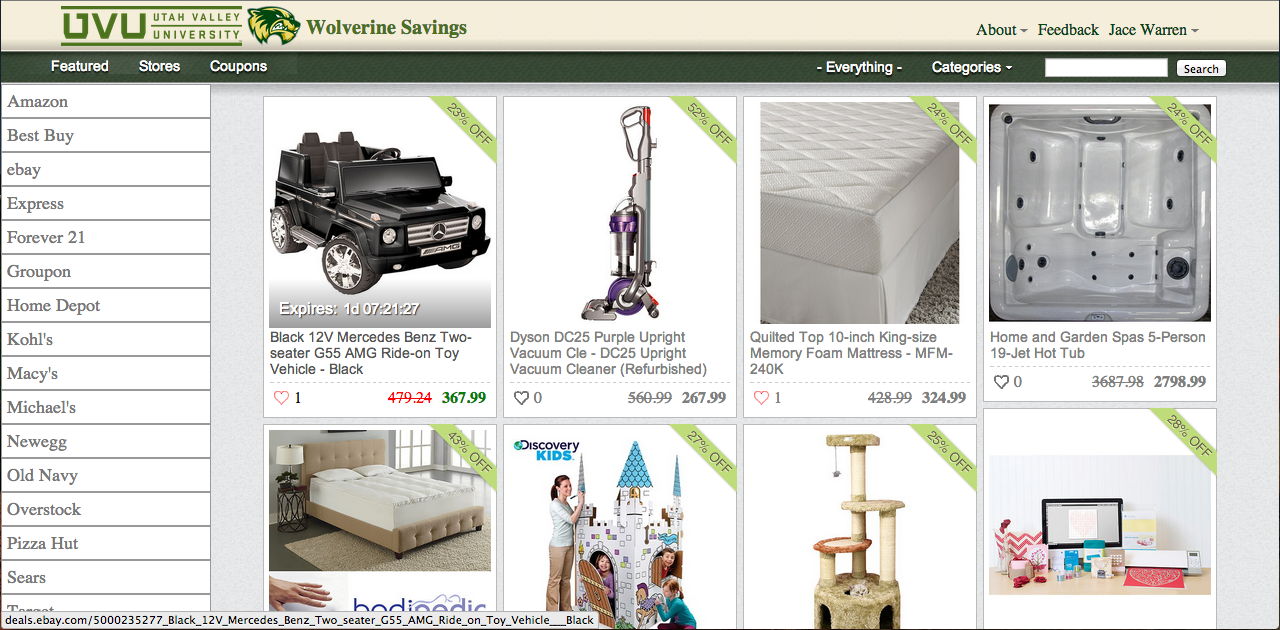 UVU UTAH VALLEY
UNIVERSITY
Wolverine Savings
About Feedback Jace Warren
Featured Stores Coupons
- Everything - Categories Search
Amazon
Best Buy
ebay
Express
Forever 21
Groupon
Home Depot
Kohl's
Macy's
Michael's
Newegg
Old Navy
Overstock
Pizza Hut
Sears
Target
23% OFF
Expires: 1d 07:21:27
Black 12V Mercedes Benz Two-
seater G55 AMG Ride-on Toy
Vehicle - Black
1 479.24 367.99
52% OFF
Dyson DC25 Purple Upright
Vacuum Cle - DC25 Upright
Vacuum Cleaner (Refurbished)
0 560.99 267.99
24% OFF
Quilted Top 10-inch King-size
Memory Foam Mattress - MFM-
240K
1 428.99 324.99
24% OFF
Home and Garden Spas 5-Person
19-Jet Hot Tub
0 3687.98 2798.99
43% OFF
bodipedic
27% OFF
DISCOVERY
KIDS
25% OFF
28% OFF
deals.ebay.com/5000235277_Black_12V_Mercedes_Benz_Two_seater_G55_AMG_Ride_on_Toy_Vehicle___Black